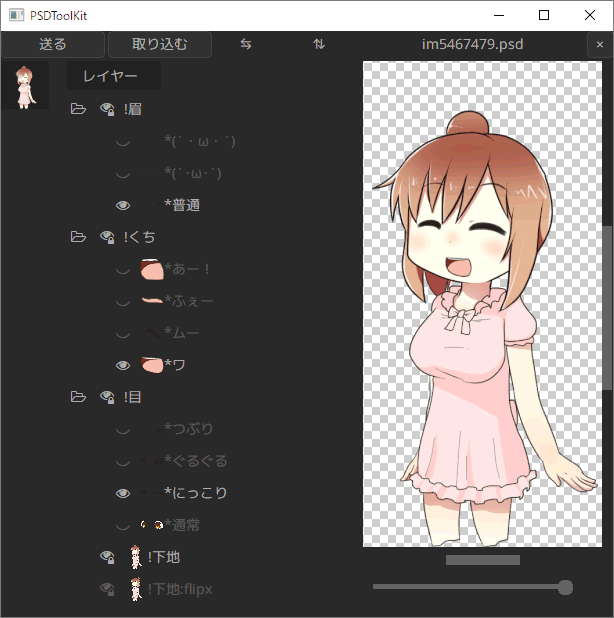 PSDToolKit
送る 取り込む ⇆ ⇅ im5467479.psd ×
レイヤー
!眉
*(´・ω・`)
*(´･ω･`)
*普通
!くち
*あー！
*ふぇー
*ムー
*ワ
!目
*つぶり
*ぐるぐる
*にっこり
*通常
!下地
!下地:flipx